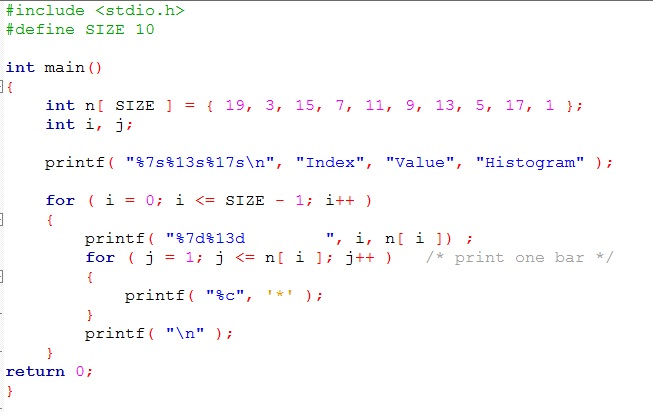 #include <stdio.h>
#define SIZE 10

int main()
{
    int n[ SIZE ] = { 19, 3, 15, 7, 11, 9, 13, 5, 17, 1 };
    int i, j;

    printf( "%7s%13s%17s\n", "Index", "Value", "Histogram" );

    for ( i = 0; i <= SIZE - 1; i++ )
    {
        printf( "%7d%13d        ", i, n[ i ]) ;
        for ( j = 1; j <= n[ i ]; j++ )   /* print one bar */
        {
            printf( "%c", '*' );
        }
        printf( "\n" );
    }
return 0;
}